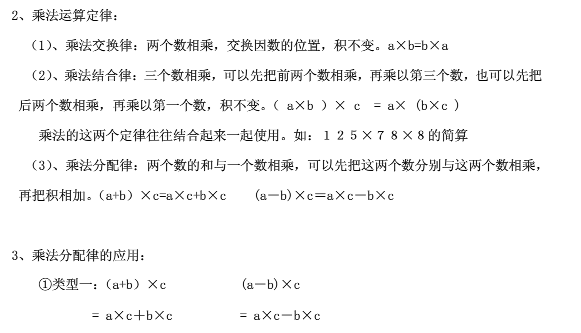 2、乘法运算定律：
（1）、乘法交换律：两个数相乘，交换因数的位置，积不变。a×b=b×a
（2）、乘法结合律：三个数相乘，可以先把前两个数相乘，再乘以第三个数，也可以先把
后两个数相乘，再乘以第一个数，积不变。（ a×b ）× c = a× (b×c )
乘法的这两个定律往往结合起来一起使用。如：１２５×７８×８的简算
（3）、乘法分配律：两个数的和与一个数相乘，可以先把这两个数分别与这两个数相乘，
再把积相加。（a+b）×c=a×c+b×c (a－b)×c＝a×c－b×c
3、乘法分配律的应用：
①类型一：（a+b）×c (a－b)×c
= a×c＋b×c = a×c－b×c